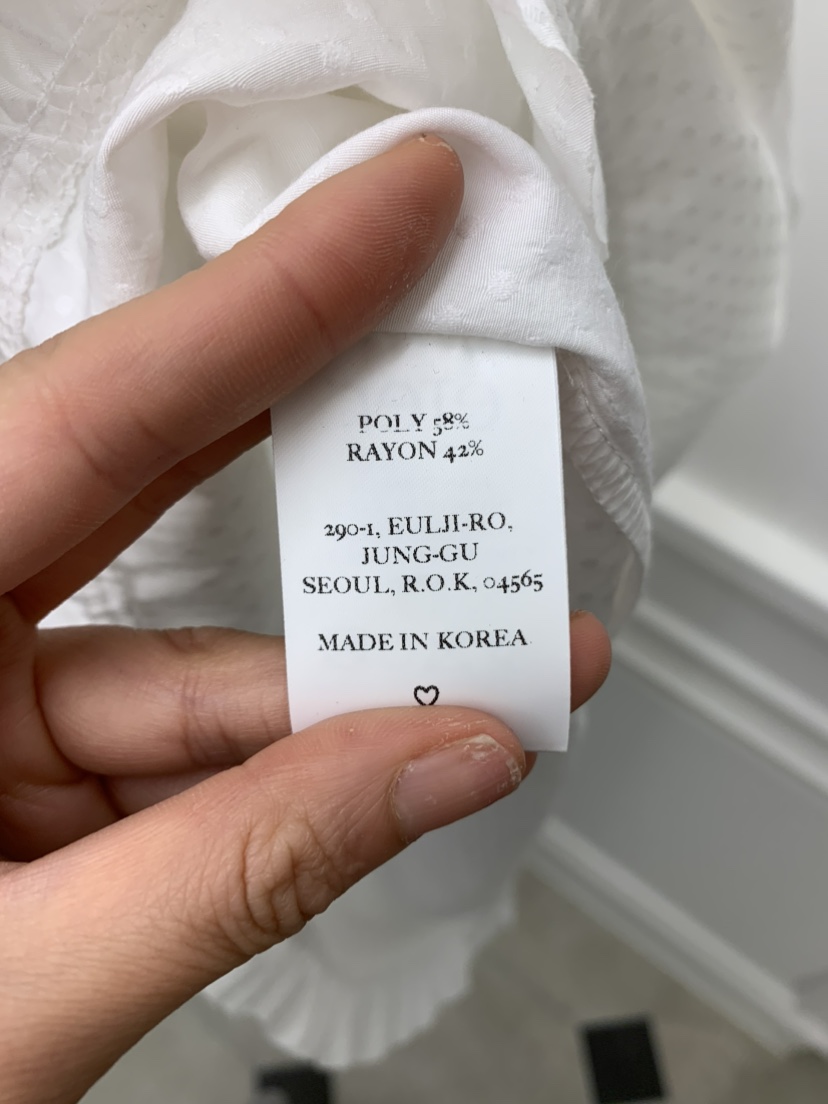 POLY 58%
RAYON 42%
290-1, EULJI-RO,
JUNG-GU
SEOUL, R.O.K, 04565
MADE IN KOREA